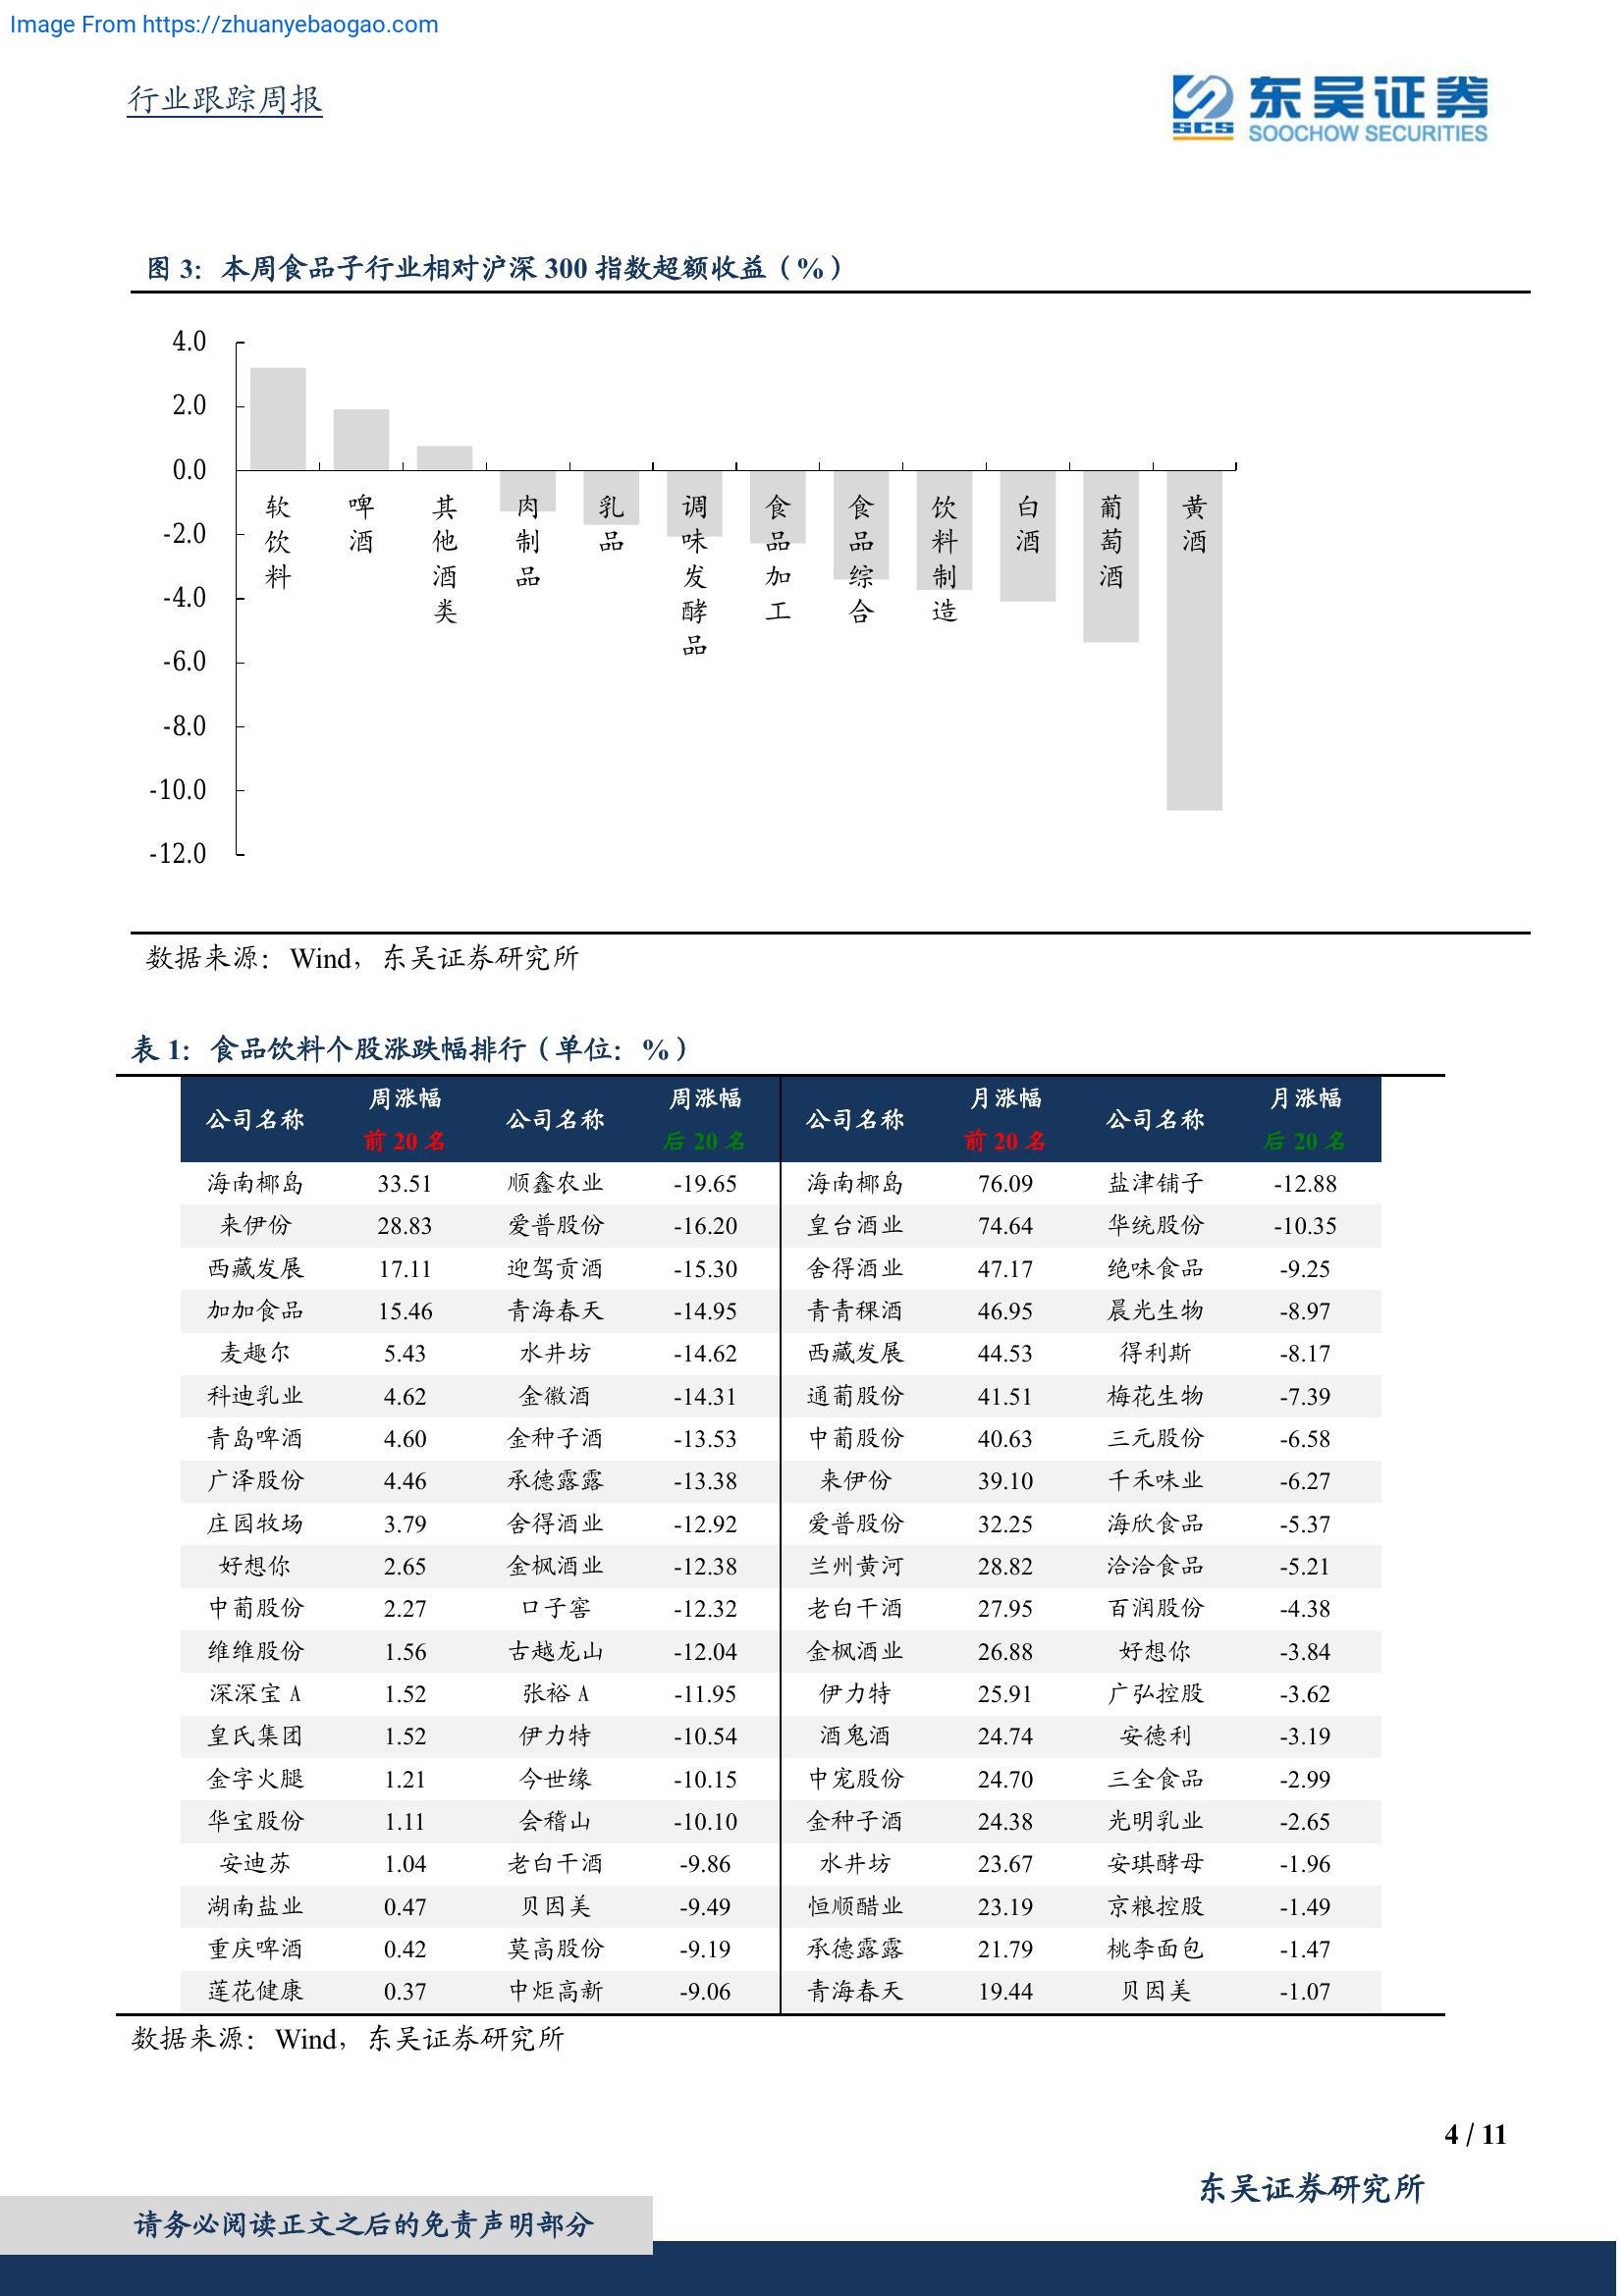 Image From https://zhuanyebaogao.com
行业跟踪周报
东吴证券
SCS
SOOCHOW SECURITIES
图 3：本周食品子行业相对沪深 300 指数超额收益（%）
4.0
2.0
0.0
-2.0
-4.0
-6.0
-8.0
-10.0
-12.0
软饮料
啤酒
其他酒类
肉制品
乳品
调味发酵品
食品加工
食品综合
饮料制造
白酒
葡萄酒
黄酒
数据来源：Wind，东吴证券研究所
表 1：食品饮料个股涨跌幅排行（单位：%）
公司名称 周涨幅 前 20 名 公司名称 周涨幅 后 20 名 公司名称 月涨幅 前 20 名 公司名称 月涨幅 后 20 名
海南椰岛 33.51 顺鑫农业 -19.65 海南椰岛 76.09 盐津铺子 -12.88
来伊份 28.83 爱普股份 -16.20 皇台酒业 74.64 华统股份 -10.35
西藏发展 17.11 迎驾贡酒 -15.30 舍得酒业 47.17 绝味食品 -9.25
加加食品 15.46 青海春天 -14.95 青青稞酒 46.95 晨光生物 -8.97
麦趣尔 5.43 水井坊 -14.62 西藏发展 44.53 得利斯 -8.17
科迪乳业 4.62 金徽酒 -14.31 通葡股份 41.51 梅花生物 -7.39
青岛啤酒 4.60 金种子酒 -13.53 中葡股份 40.63 三元股份 -6.58
广泽股份 4.46 承德露露 -13.38 来伊份 39.10 千禾味业 -6.27
庄园牧场 3.79 舍得酒业 -12.92 爱普股份 32.25 海欣食品 -5.37
好想你 2.65 金枫酒业 -12.38 兰州黄河 28.82 洽洽食品 -5.21
中葡股份 2.27 口子窖 -12.32 老白干酒 27.95 百润股份 -4.38
维维股份 1.56 古越龙山 -12.04 金枫酒业 26.88 好想你 -3.84
深深宝 A 1.52 张裕 A -11.95 伊力特 25.91 广弘控股 -3.62
皇氏集团 1.52 伊力特 -10.54 酒鬼酒 24.74 安德利 -3.19
金字火腿 1.21 今世缘 -10.15 中宠股份 24.70 三全食品 -2.99
华宝股份 1.11 会稽山 -10.10 金种子酒 24.38 光明乳业 -2.65
安迪苏 1.04 老白干酒 -9.86 水井坊 23.67 安琪酵母 -1.96
湖南盐业 0.47 贝因美 -9.49 恒顺醋业 23.19 京粮控股 -1.49
重庆啤酒 0.42 莫高股份 -9.19 承德露露 21.79 桃李面包 -1.47
莲花健康 0.37 中炬高新 -9.06 青海春天 19.44 贝因美 -1.07
数据来源：Wind，东吴证券研究所
4 / 11
东吴证券研究所
请务必阅读正文之后的免责声明部分